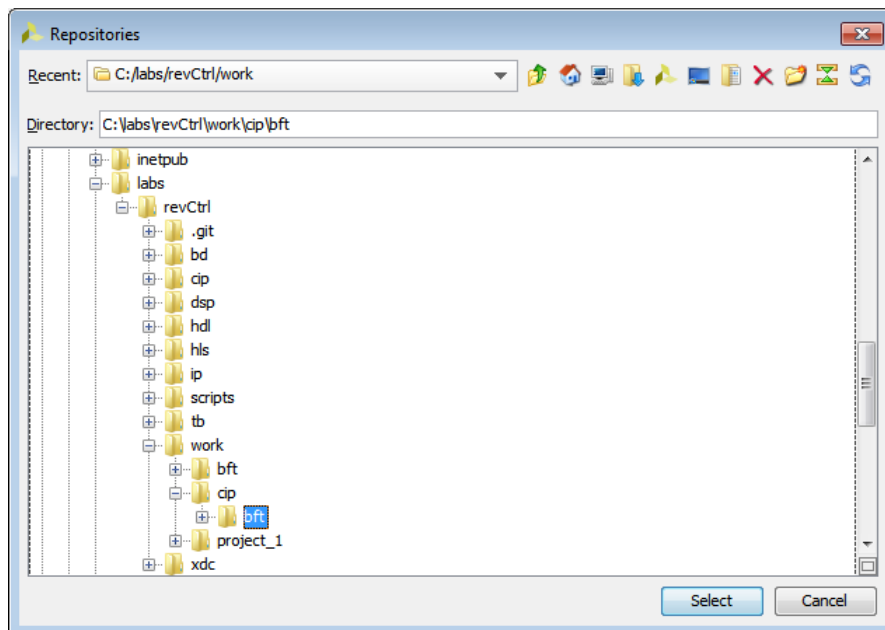 Repositories
Recent: C:/labs/revCtrl/work
Directory: C:\labs\revCtrl\work\cip\bft
inetpub
labs
revCtrl
.git
bd
cip
dsp
hdl
hls
ip
scripts
tb
work
bft
cip
bft
project_1
xdc
Select Cancel